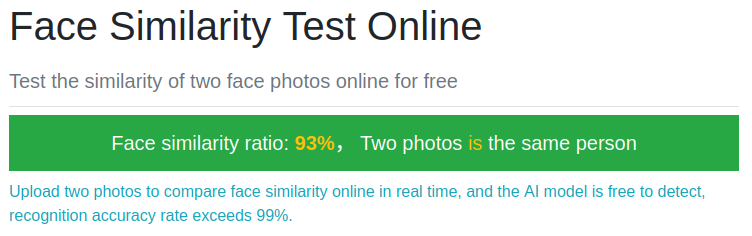 Face Similarity Test Online
Test the similarity of two face photos online for free
Face similarity ratio: 93%， Two photos is the same person
Upload two photos to compare face similarity online in real time, and the AI model is free to detect,
recognition accuracy rate exceeds 99%.